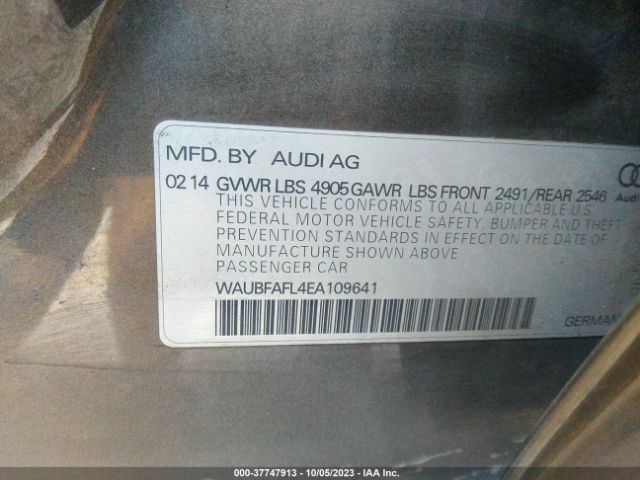 MFD. BY AUDI AG
02 14 GVWR LBS 4905 GAWR LBS FRONT 2491/REAR 2546
Audi
THIS VEHICLE CONFORMS TO ALL APPLICABLE U S
FEDERAL MOTOR VEHICLE SAFETY, BUMPER AND THEFT
PREVENTION STANDARDS IN EFFECT ON THE DATE OF
MANUFACTURE SHOWN ABOVE
PASSENGER CAR
WAUBFAFL4EA109641
GERMAN
000-37747913 - 10/05/2023 - IAA Inc.